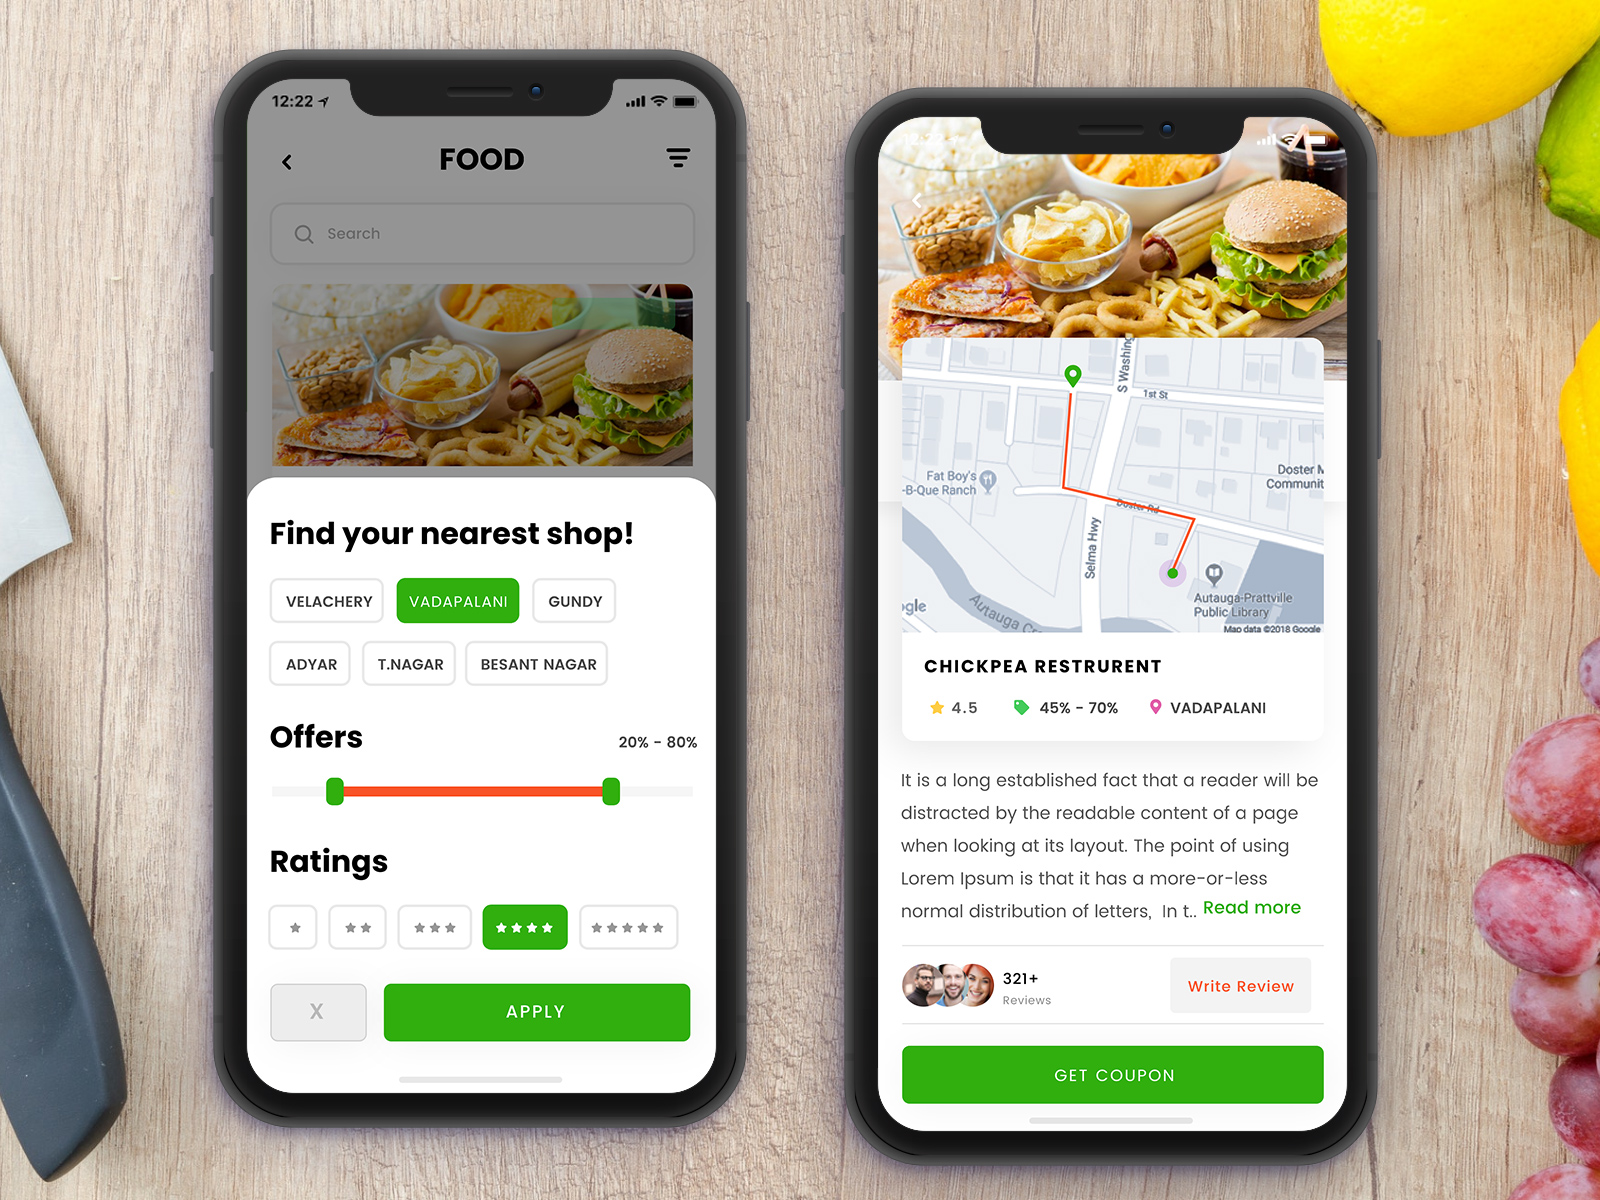 12:22
FOOD
Search
Find your nearest shop!
VELACHERY
VADAPALANI
GUNDY
ADYAR
T.NAGAR
BESANT NAGAR
Offers
20% - 80%
Ratings
X
APPLY
12:22
S Washing
1st St
Fat Boy's
-B-Que Ranch
Doster M
Communit
Doster Rd
Selma Hwy
Autauga-Prattville
Public Library
ogle
Autauga Cr
Map data ©2018 Google
CHICKPEA RESTRURENT
4.5
45% - 70%
VADAPALANI
It is a long established fact that a reader will be
distracted by the readable content of a page
when looking at its layout. The point of using
Lorem Ipsum is that it has a more-or-less
normal distribution of letters, In t.. Read more
321+
Reviews
Write Review
GET COUPON